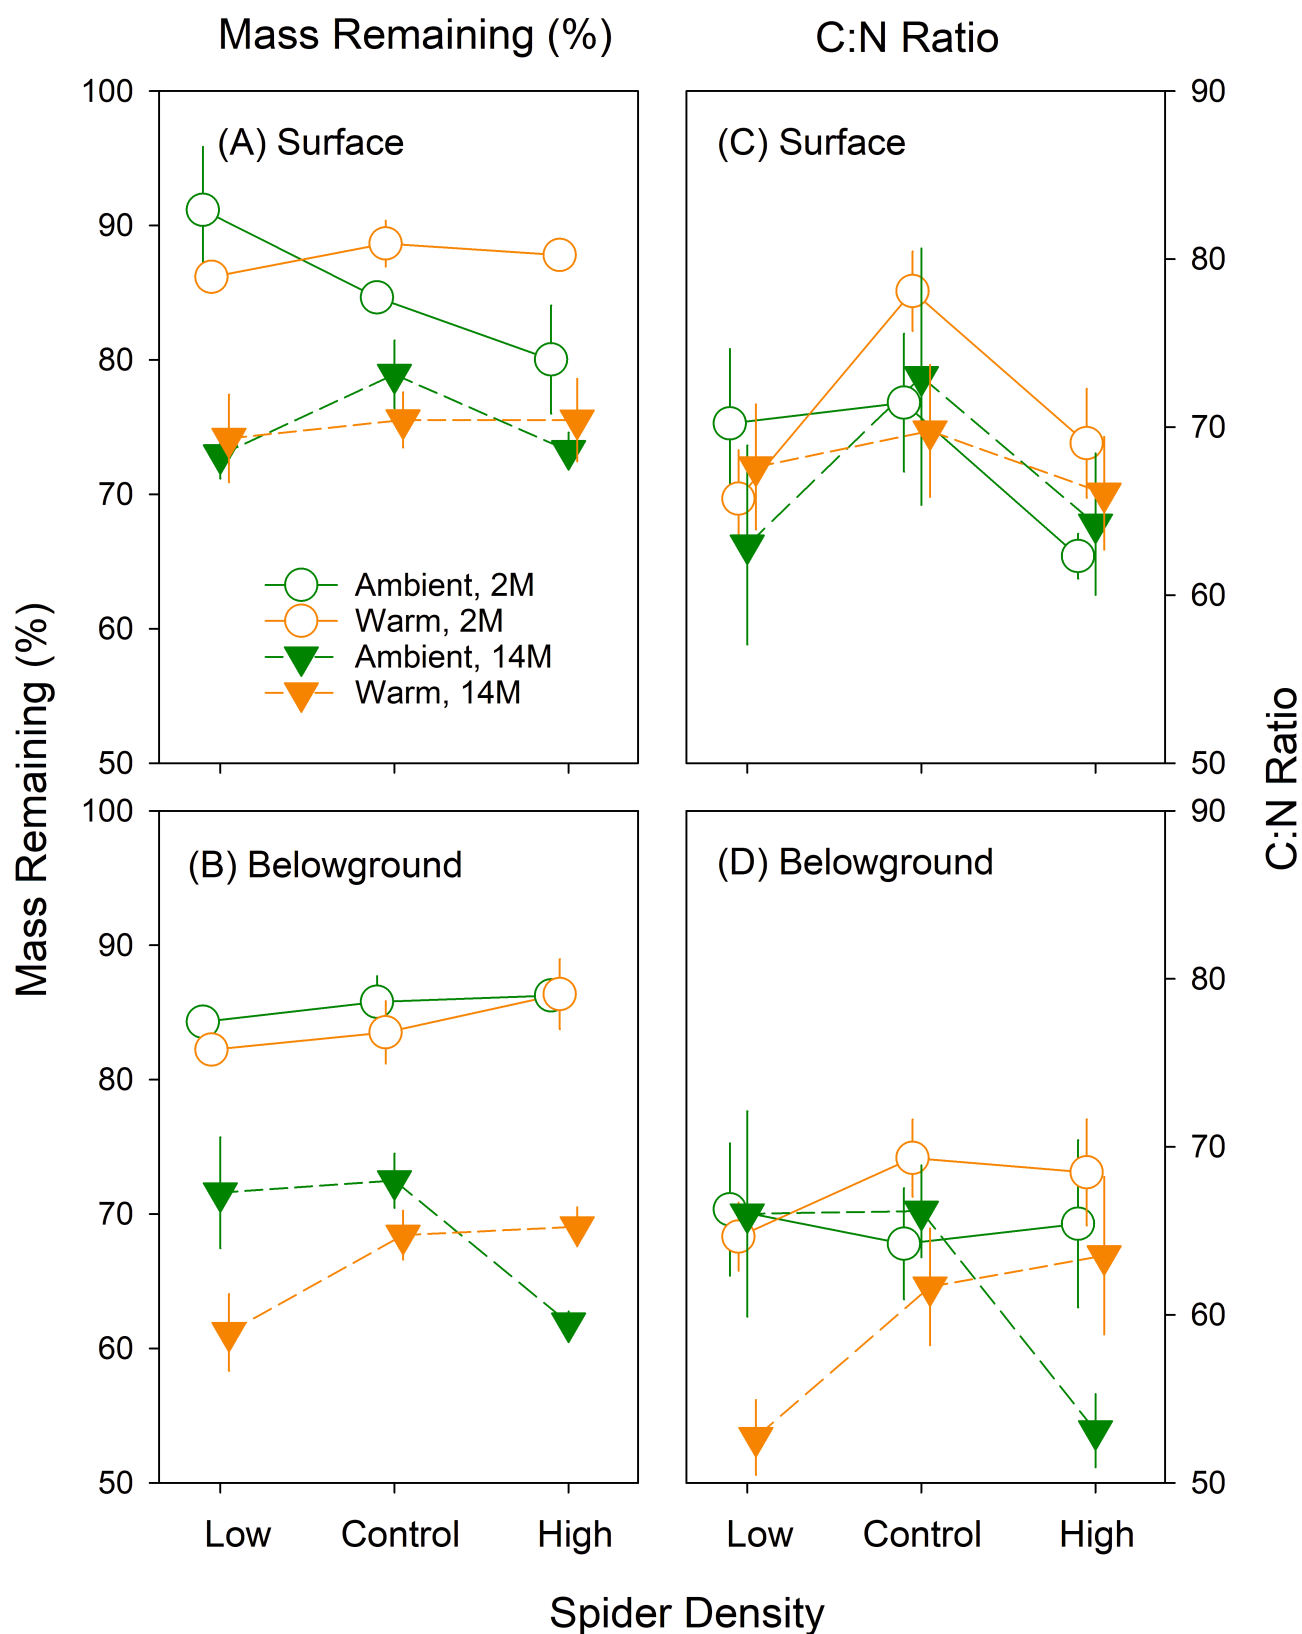 Mass Remaining (%)
C:N Ratio
100
90
80
70
60
50
(A) Surface
Ambient, 2M
Warm, 2M
Ambient, 14M
Warm, 14M
(C) Surface
90
80
70
60
50
Mass Remaining (%)
C:N Ratio
100
90
80
70
60
50
(B) Belowground
(D) Belowground
90
80
70
60
50
Low Control High
Low Control High
Spider Density